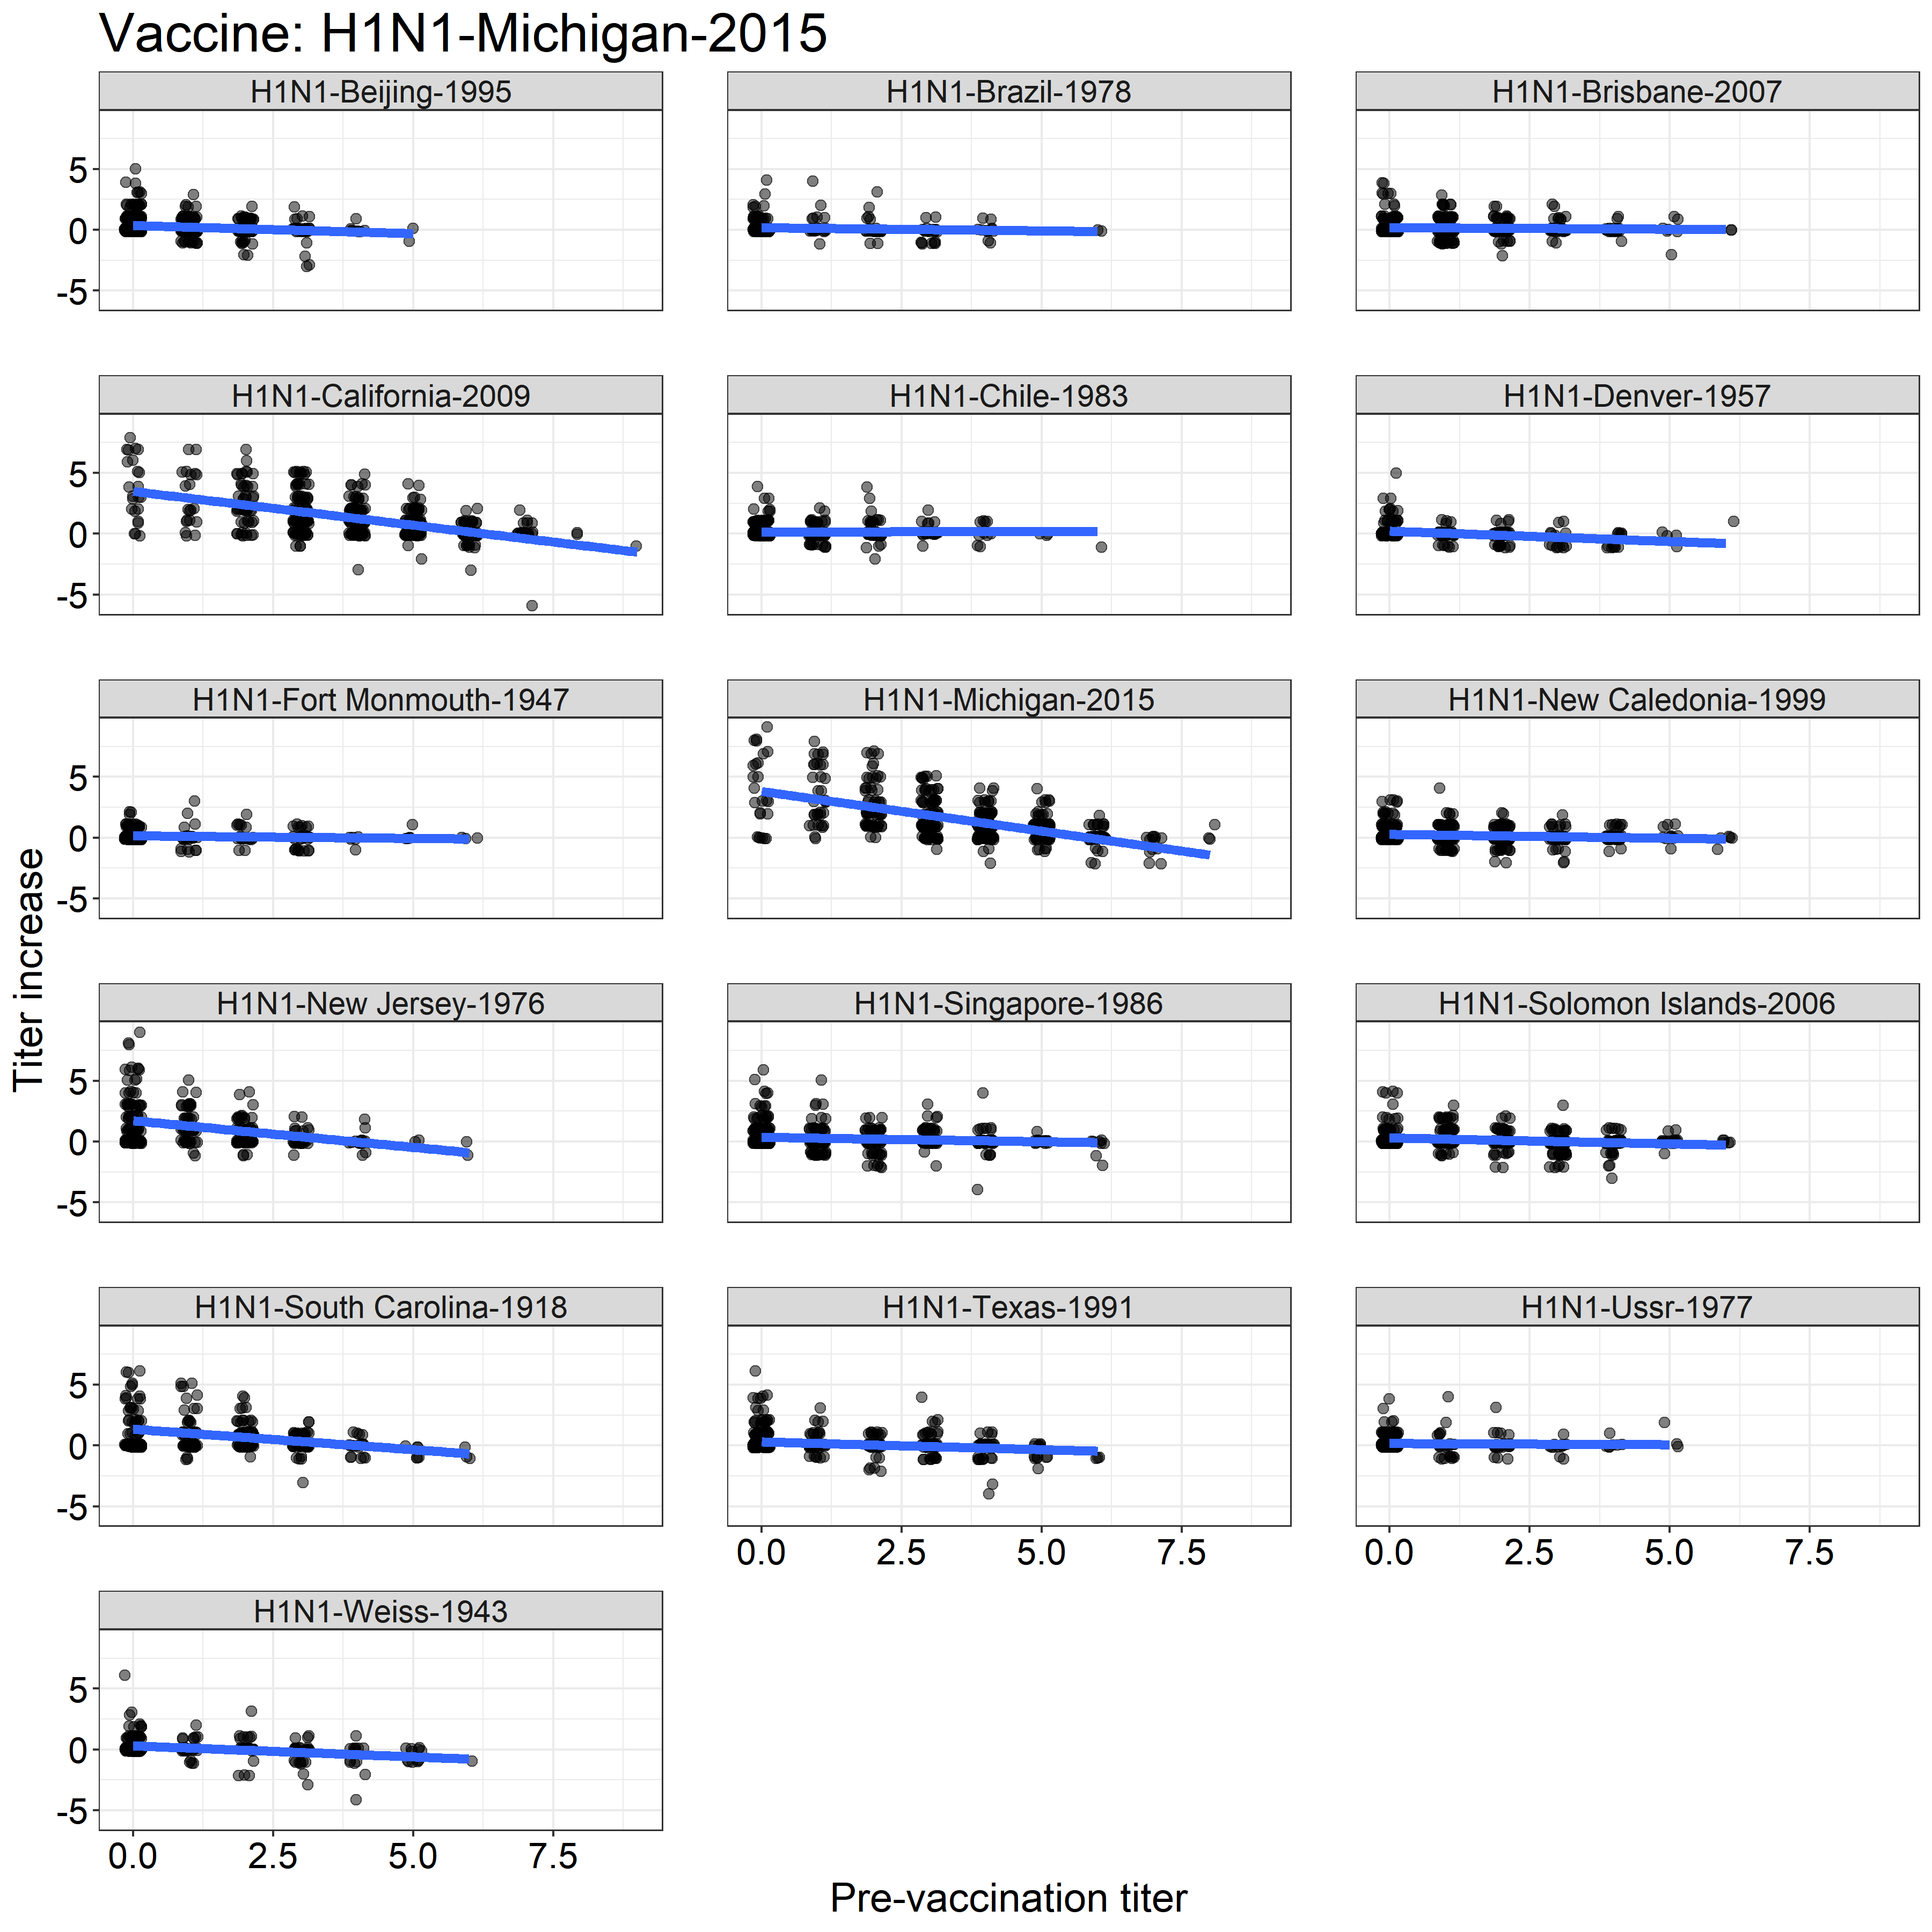 Vaccine: H1N1-Michigan-2015
H1N1-Beijing-1995
H1N1-Brazil-1978
H1N1-Brisbane-2007
5
0
-5
H1N1-California-2009
H1N1-Chile-1983
H1N1-Denver-1957
5
0
-5
H1N1-Fort Monmouth-1947
H1N1-Michigan-2015
H1N1-New Caledonia-1999
5
0
-5
Titer increase
H1N1-New Jersey-1976
H1N1-Singapore-1986
H1N1-Solomon Islands-2006
5
0
-5
H1N1-South Carolina-1918
H1N1-Texas-1991
H1N1-Ussr-1977
5
0
-5
0.0 2.5 5.0 7.5
0.0 2.5 5.0 7.5
H1N1-Weiss-1943
5
0
-5
0.0 2.5 5.0 7.5
Pre-vaccination titer